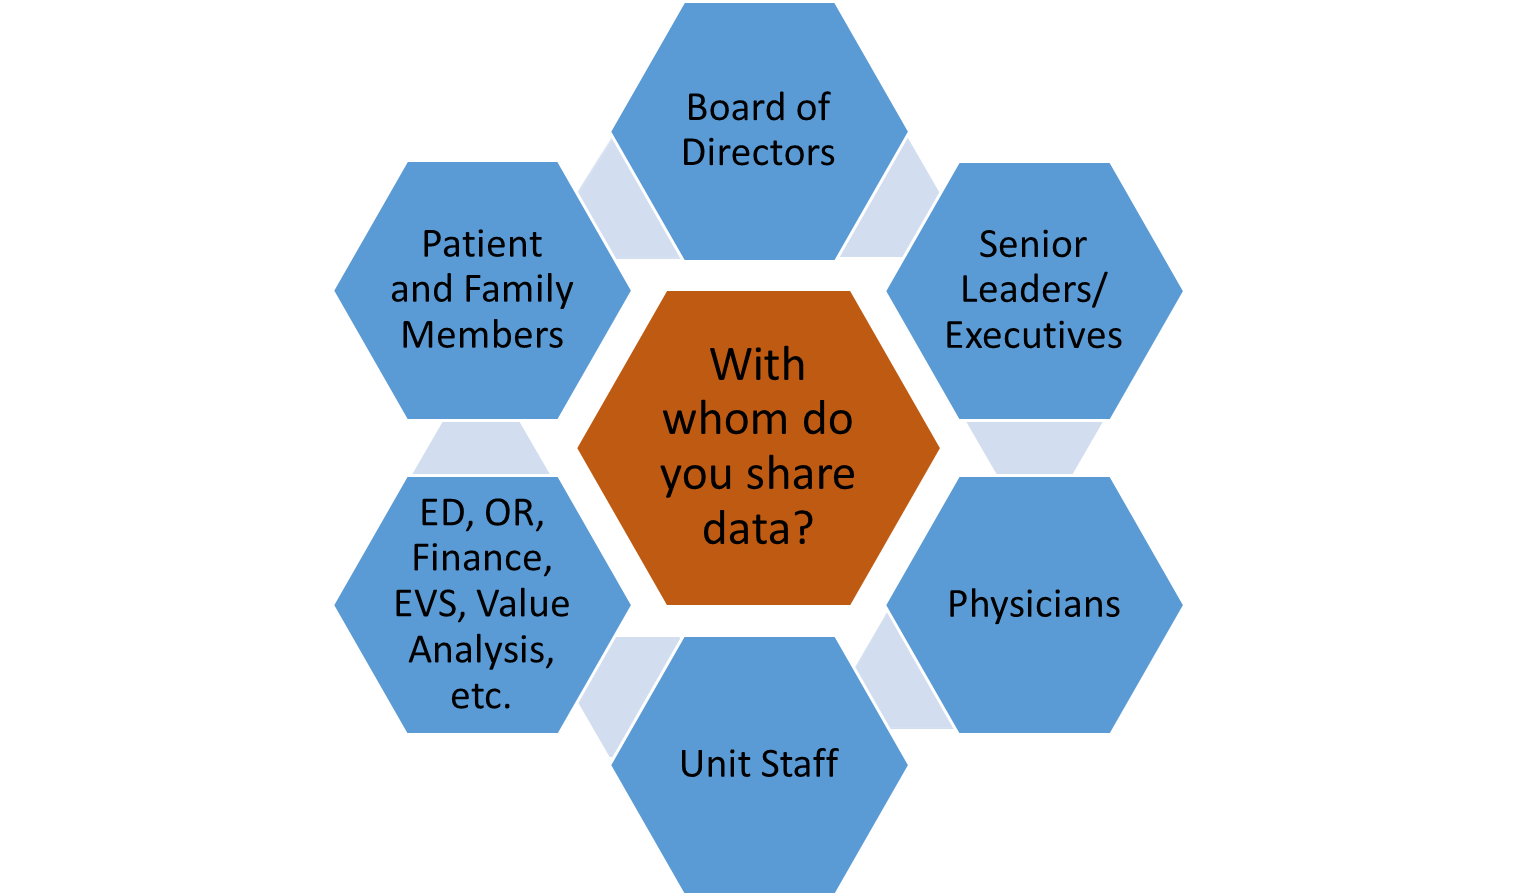 Board of
Directors
Senior
Leaders/
Executives
Physicians
Unit Staff
ED, OR,
Finance,
EVS, Value
Analysis,
etc.
Patient
and Family
Members
With
whom do
you share
data?